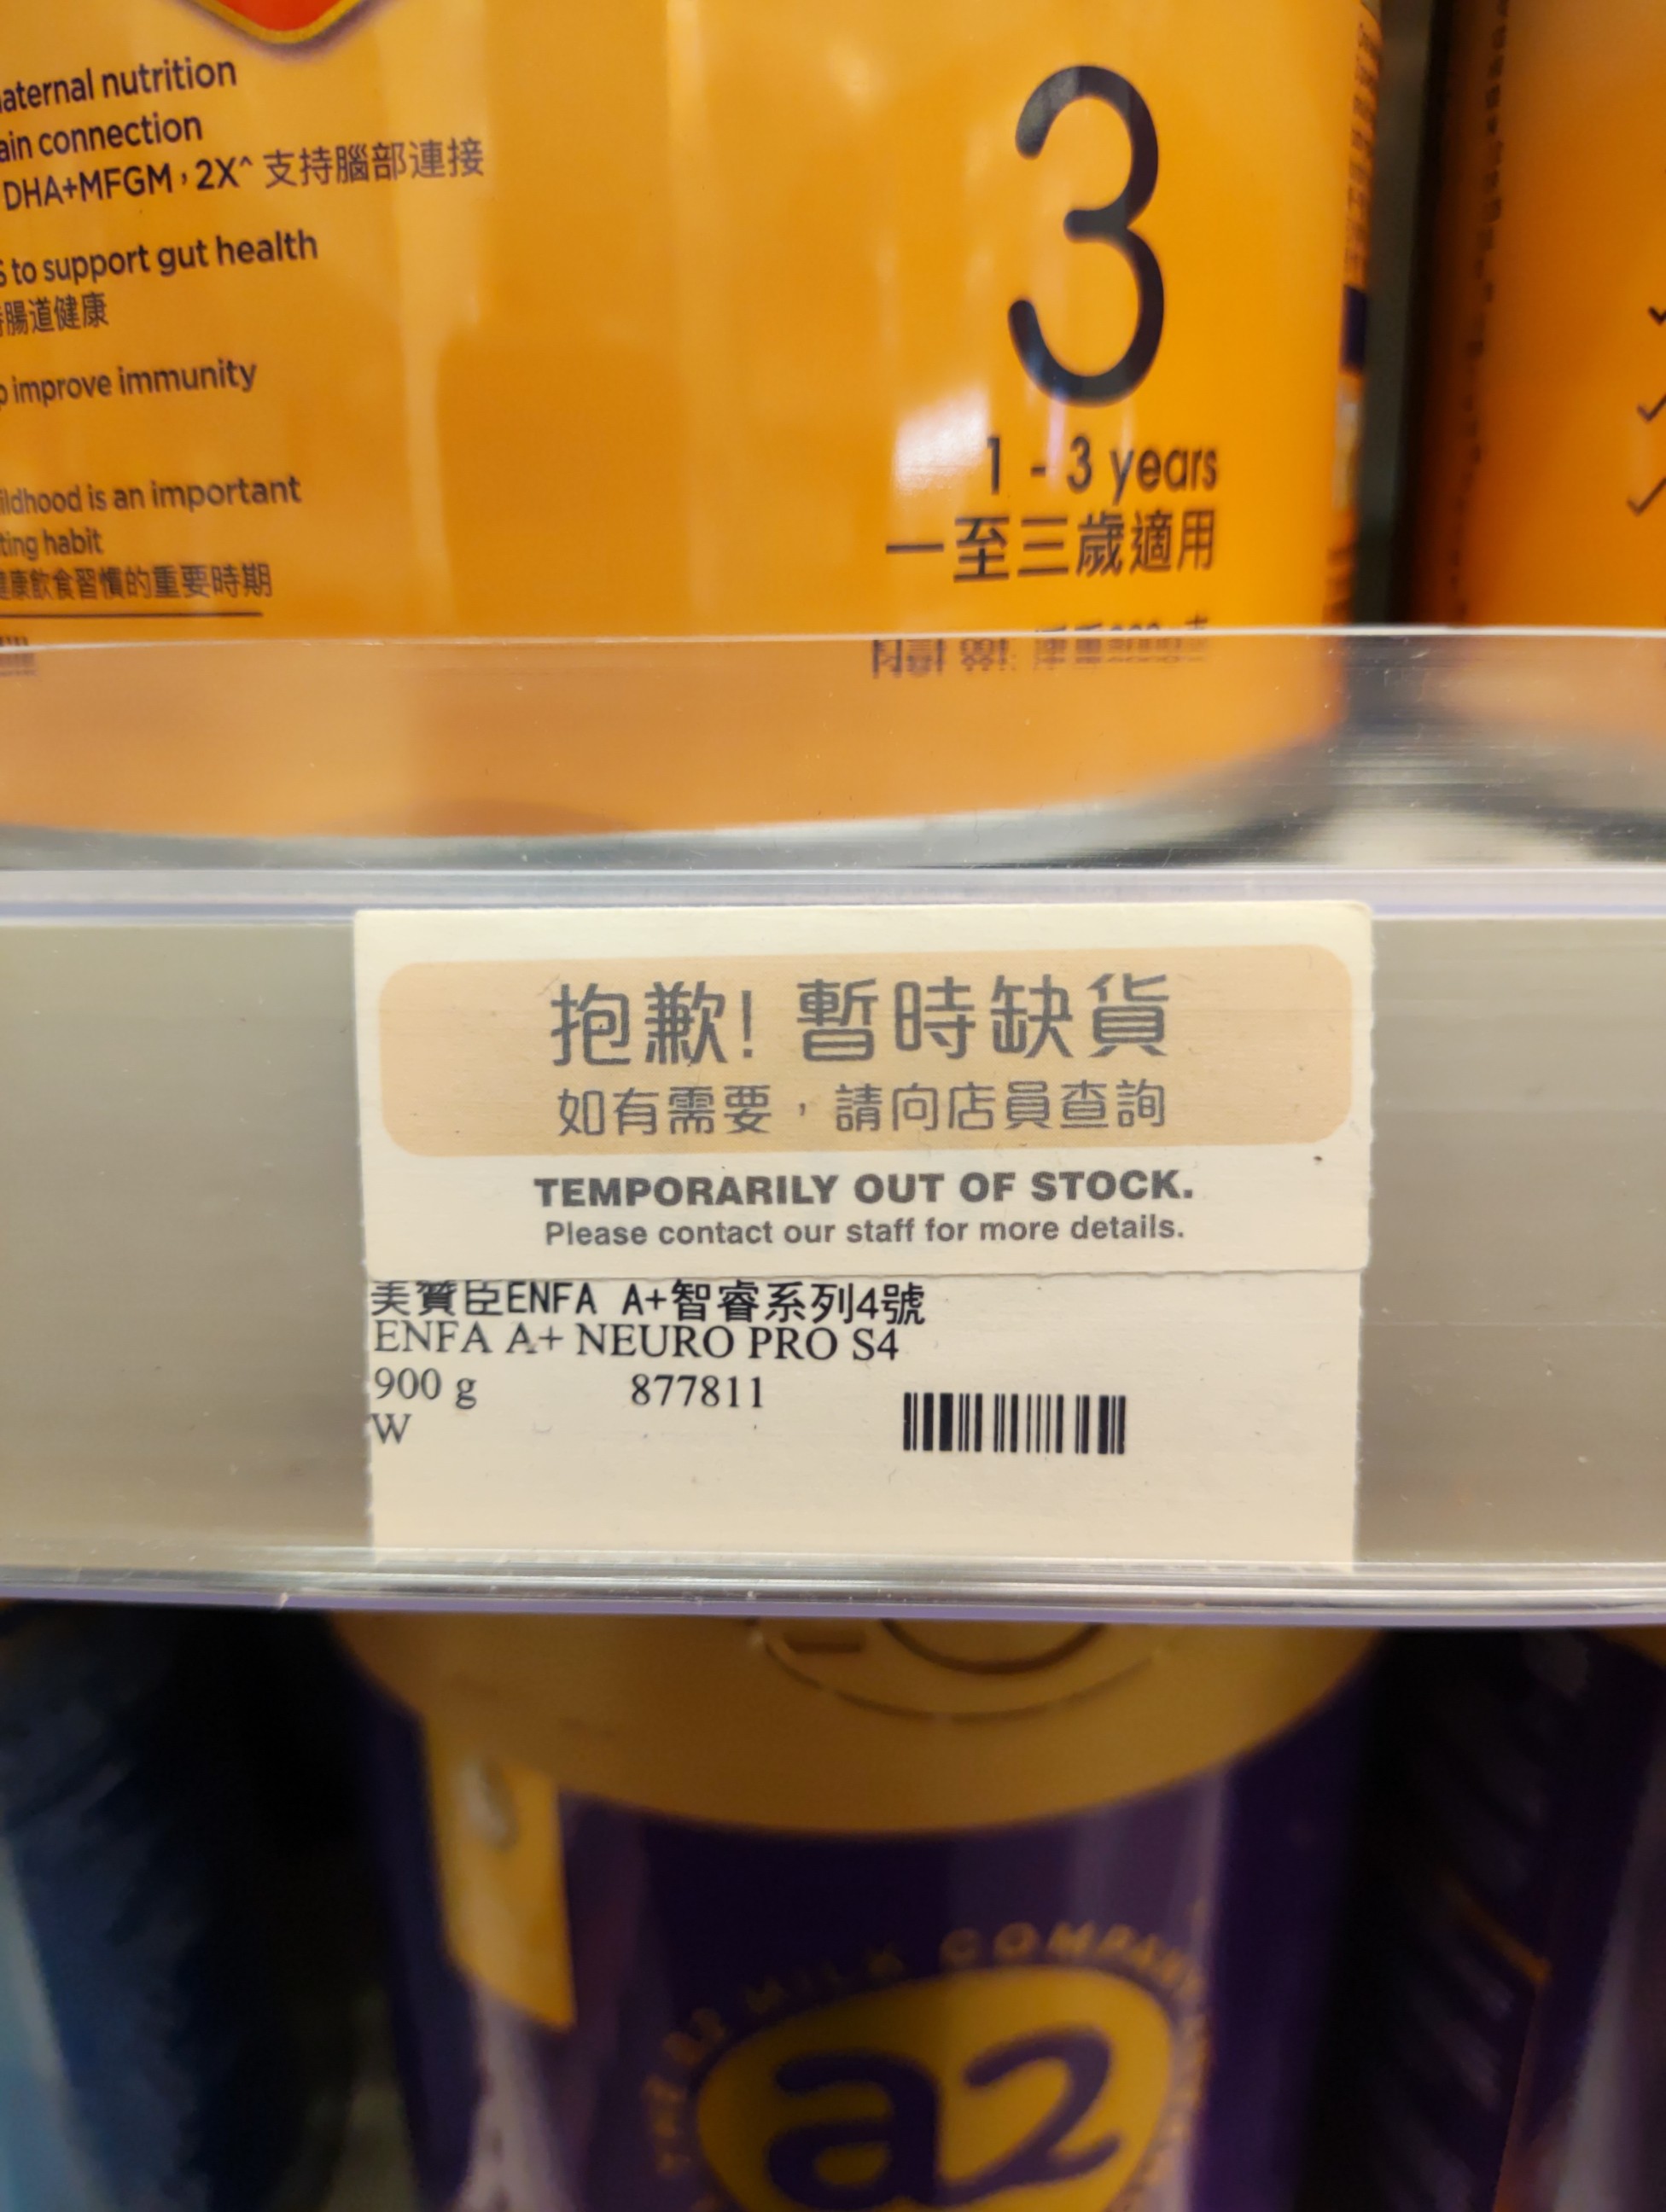 aternal nutrition
ain connection
DHA+MFGM，2X^ 支持腦部連接
to support gut health
腸道健康
improve immunity
ildhood is an important
ting habit
健康飲食習慣的重要時期
3
1 - 3 years
一至三歲適用
抱歉! 暫時缺貨
如有需要，請向店員查詢
TEMPORARILY OUT OF STOCK.
Please contact our staff for more details.
美贊臣ENFA A+智睿系列4號
ENFA A+ NEURO PRO S4
900 g 877811
W
THE a2 MILK COMPANY
a2